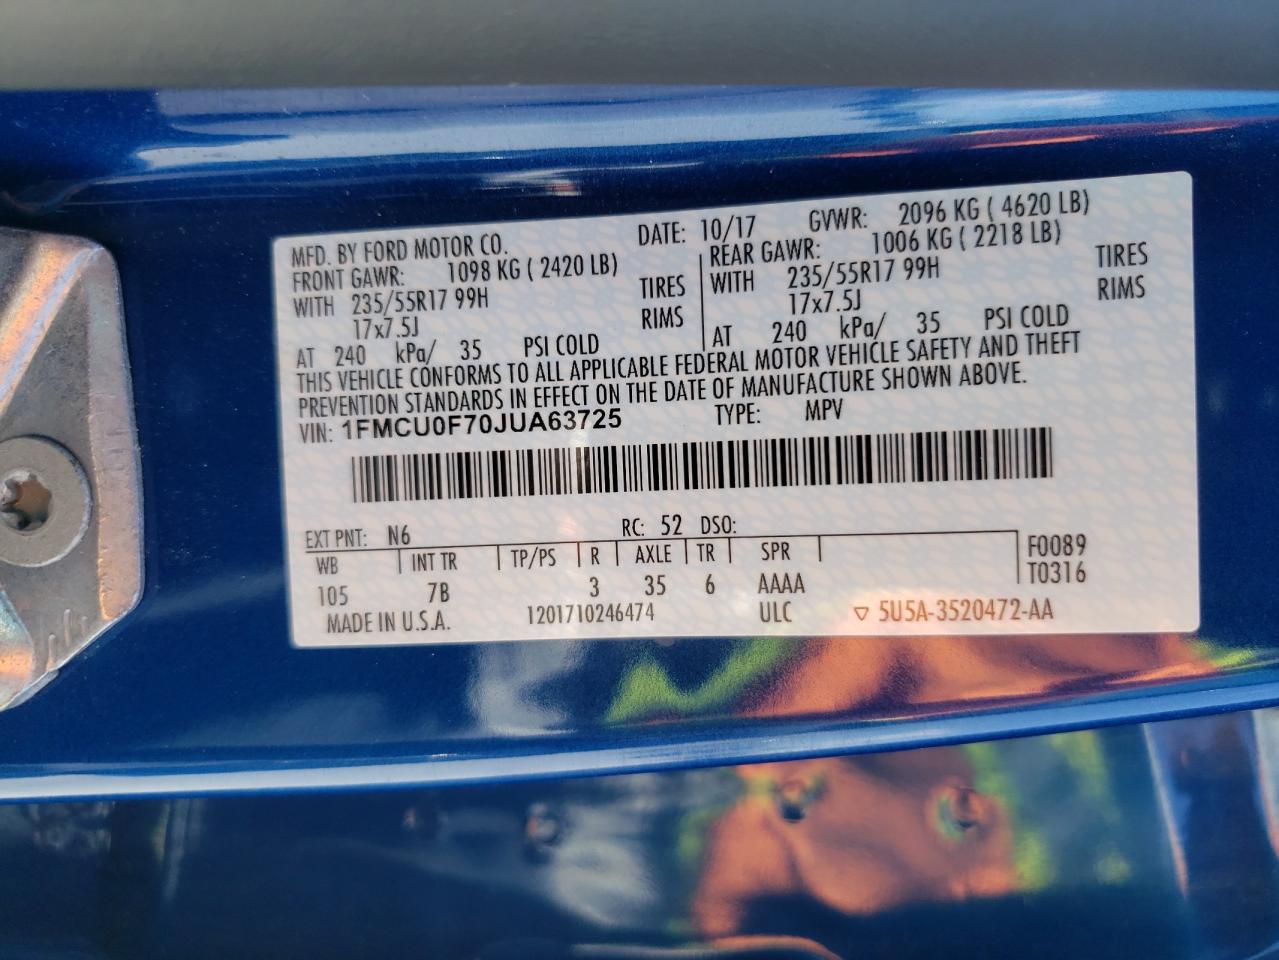 MFD. BY FORD MOTOR CO. DATE: 10/17 GVWR: 2096 KG ( 4620 LB)
FRONT GAWR: 1098 KG ( 2420 LB) REAR GAWR: 1006 KG ( 2218 LB)
WITH 235/55R17 99H TIRES WITH 235/55R17 99H TIRES
17x7.5J RIMS 17x7.5J RIMS
AT 240 kPa/ 35 PSI COLD AT 240 kPa/ 35 PSI COLD
THIS VEHICLE CONFORMS TO ALL APPLICABLE FEDERAL MOTOR VEHICLE SAFETY AND THEFT
PREVENTION STANDARDS IN EFFECT ON THE DATE OF MANUFACTURE SHOWN ABOVE.
VIN: 1FMCU0F70JUA63725 TYPE: MPV
EXT PNT: N6 RC: 52 DSO:
WB INT TR TP/PS R AXLE TR SPR F0089
105 7B 3 35 6 AAAA T0316
MADE IN U.S.A. 1201710246474 ULC ▽ 5U5A-3520472-AA